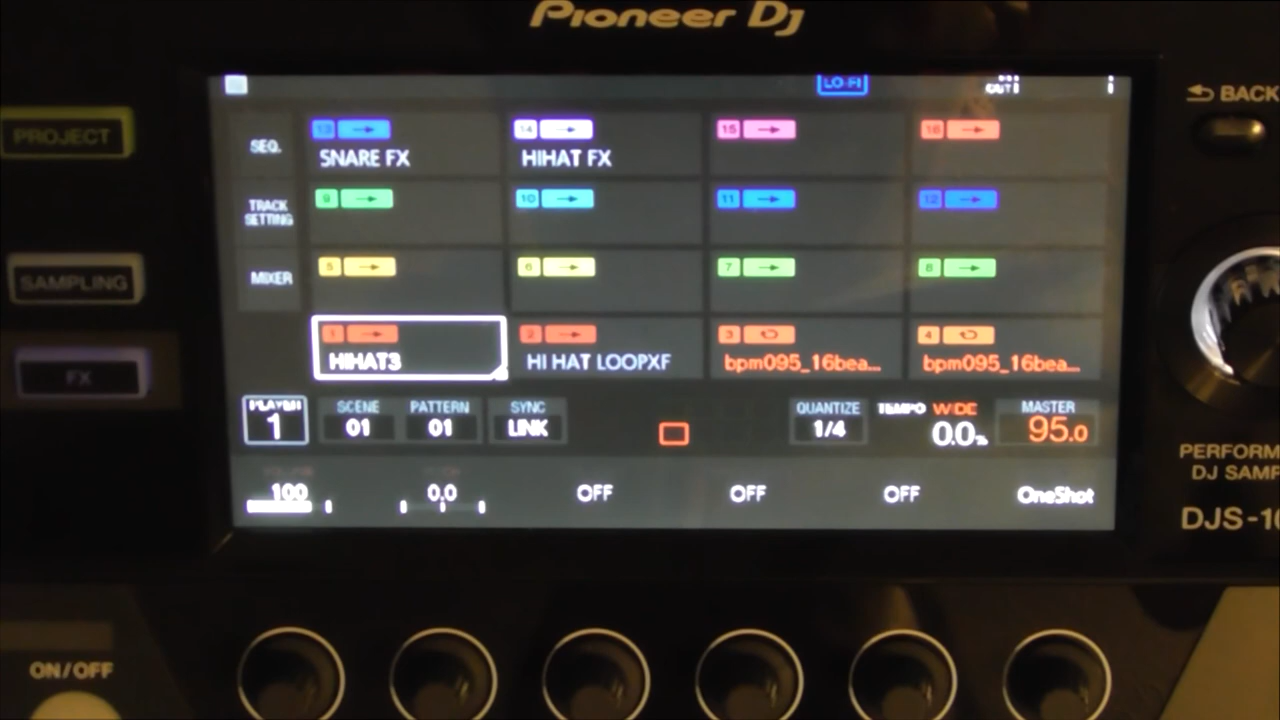 Pioneer DJ
LO-FI
OUT
BACK
PROJECT
SEQ.
13
14
15
16
SNARE FX
HIHAT FX
TRACK
SETTING
9
10
11
12
SAMPLING
MIXER
5
6
7
8
1
2
3
4
HIHAT3
HI HAT LOOPXF
bpm095_16bea...
bpm095_16bea...
FX
PLAYER
SCENE
PATTERN
SYNC
QUANTIZE
TEMPO WIDE
MASTER
1
01
01
LINK
1/4
0.0%
95.0
PERFORM
DJ SAMP
100
0.0
OFF
OFF
OFF
OneShot
DJS-10
ON/OFF